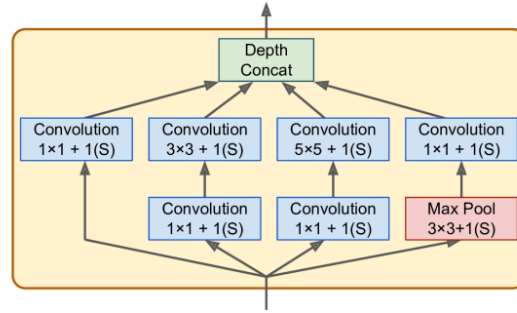 Depth
Concat
Convolution
1×1 + 1(S)
Convolution
3×3 + 1(S)
Convolution
5×5 + 1(S)
Convolution
1×1 + 1(S)
Convolution
1×1 + 1(S)
Convolution
1×1 + 1(S)
Max Pool
3×3+1(S)